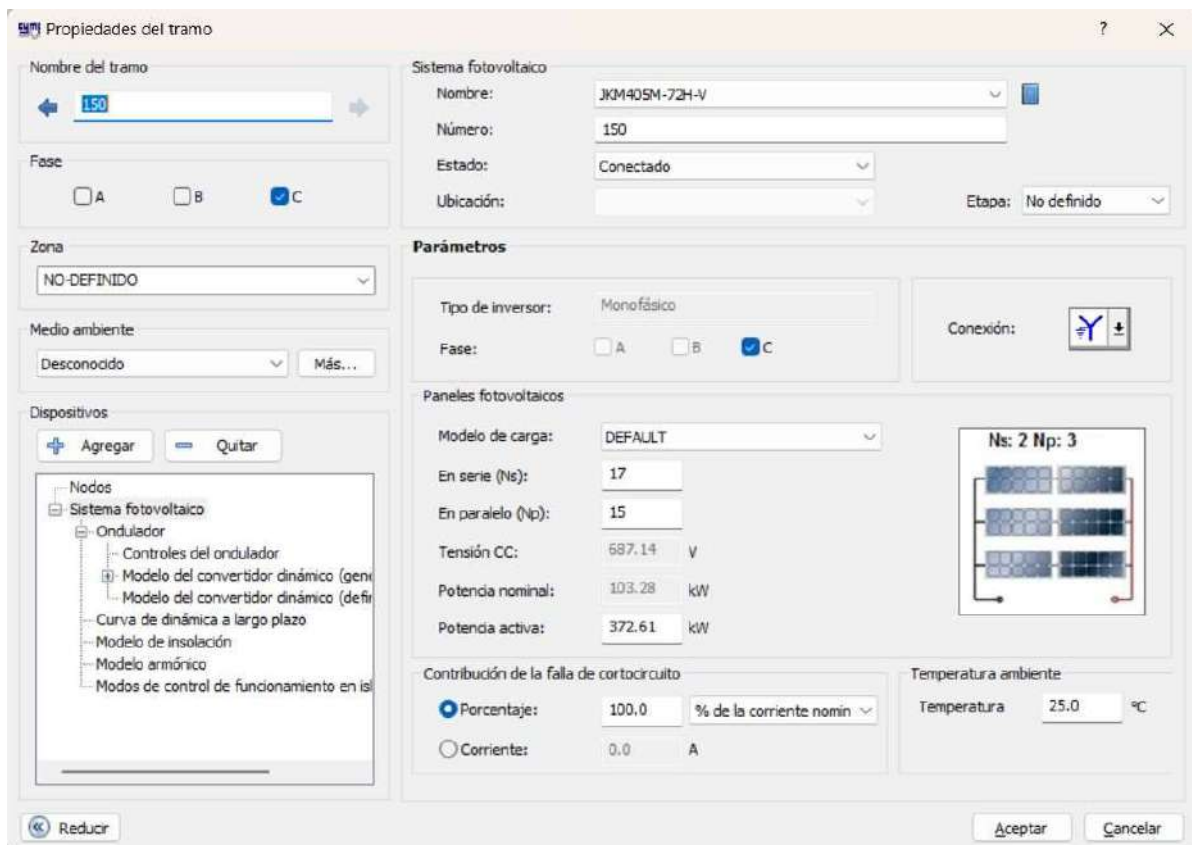 Propiedades del tramo
?
Nombre del tramo
150
Fase
A
B
C
Zona
NO-DEFINIDO
Medio ambiente
Desconocido
Más...
Dispositivos
Agregar
Quitar
Nodos
Sistema fotovoltaico
Ondulador
Controles del ondulador
Modelo del convertidor dinámico (gene
Modelo del convertidor dinámico (defir
Curva de dinámica a largo plazo
Modelo de insolación
Modelo armónico
Modos de control de funcionamiento en isl
Sistema fotovoltaico
Nombre: JKM405M-72H-V
Número: 150
Estado: Conectado
Ubicación: Etapa: No definido
Parámetros
Tipo de inversor: Monofásico
Fase: A B C
Conexión:
Paneles fotovoltaicos
Modelo de carga: DEFAULT
En serie (Ns): 17
En paralelo (Np): 15
Tensión CC: 687.14 V
Potencia nominal: 103.28 kW
Potencia activa: 372.61 kW
Ns: 2 Np: 3
Contribución de la falla de cortocircuito
Porcentaje: 100.0 % de la corriente nomin
Corriente: 0.0 A
Temperatura ambiente
Temperatura 25.0 ºC
Reducir
Aceptar
Cancelar